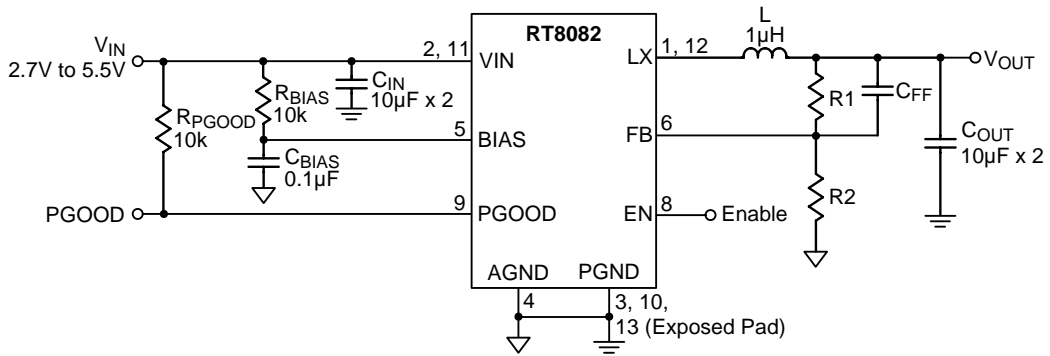 RT8082
VIN
2.7V to 5.5V
2, 11
VIN
LX
1, 12
L
1µH
VOUT
CIN
10µF x 2
RBIAS
10k
RPGOOD
10k
R1
CFF
5
BIAS
FB
6
CBIAS
0.1µF
COUT
10µF x 2
R2
PGOOD
9
PGOOD
EN
8
Enable
AGND
PGND
4
3, 10,
13 (Exposed Pad)